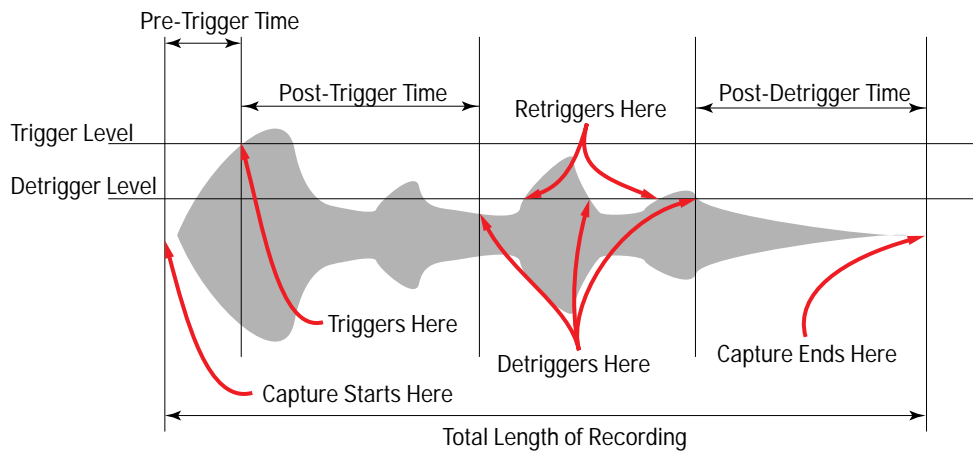 Pre-Trigger Time
Post-Trigger Time
Post-Detrigger Time
Retriggers Here
Trigger Level
Detrigger Level
Triggers Here
Detriggers Here
Capture Ends Here
Capture Starts Here
Total Length of Recording